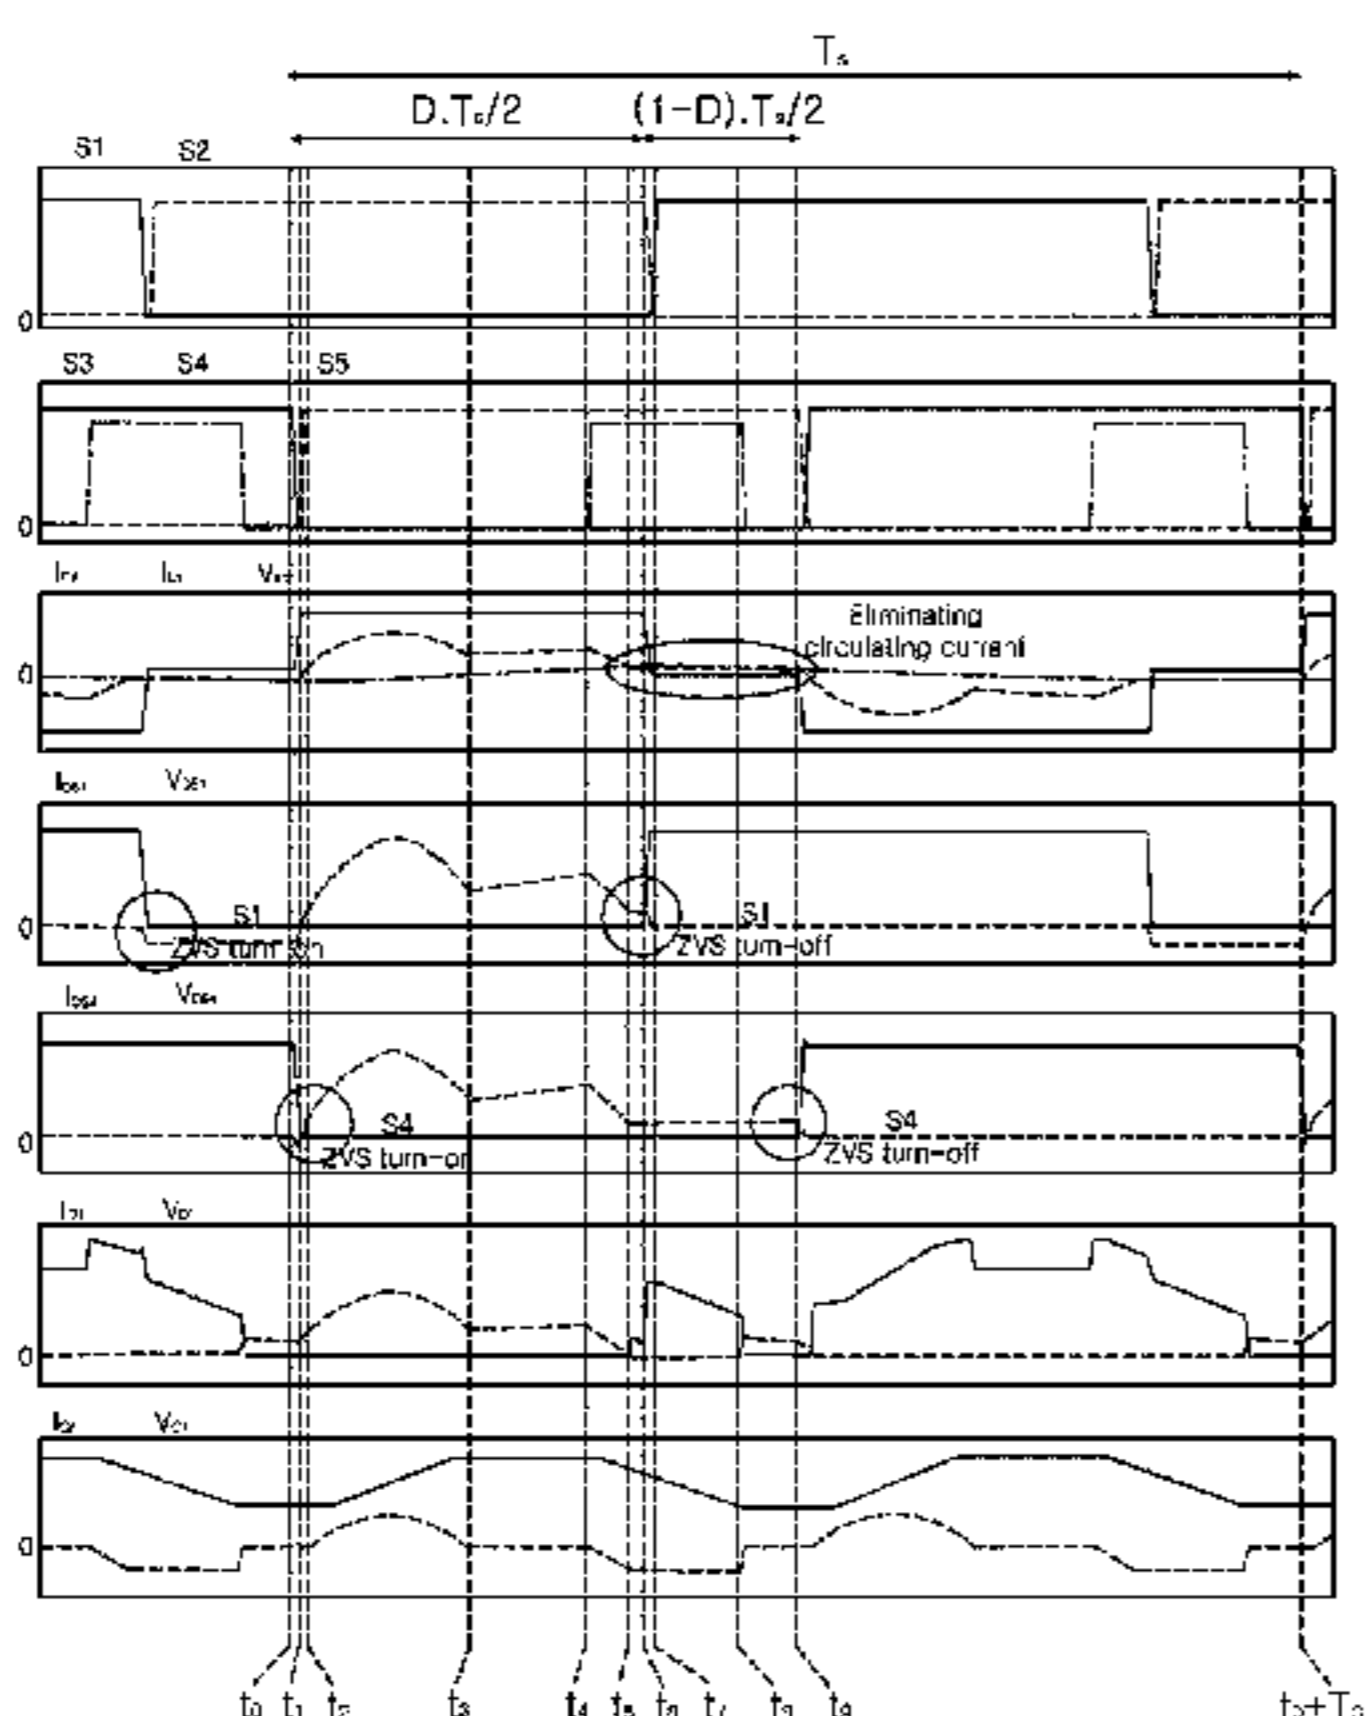 Tₛ
D.Tₛ/2 (1-D).Tₛ/2
S1 S2
0
S3 S4 S5
0
Eliminating
circulating current
0
S1 S1
0
ZVS turn-on ZVS turn-off
S4 S4
0
ZVS turn-on ZVS turn-off
0
0
t₀ t₁ t₂ t₃ t₄ t₅ t₆ t₇ t₈ t₉ t₀+Tₛ